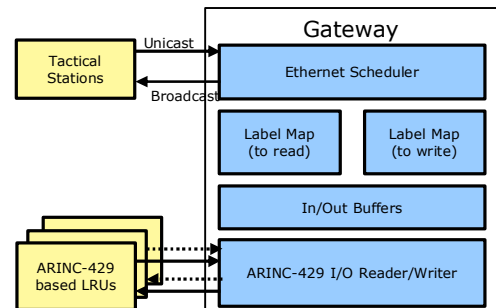 Gateway
Unicast
Tactical
Stations
Ethernet Scheduler
Broadcast
Label Map
(to read)
Label Map
(to write)
In/Out Buffers
ARINC-429
based LRUs
ARINC-429 I/O Reader/Writer